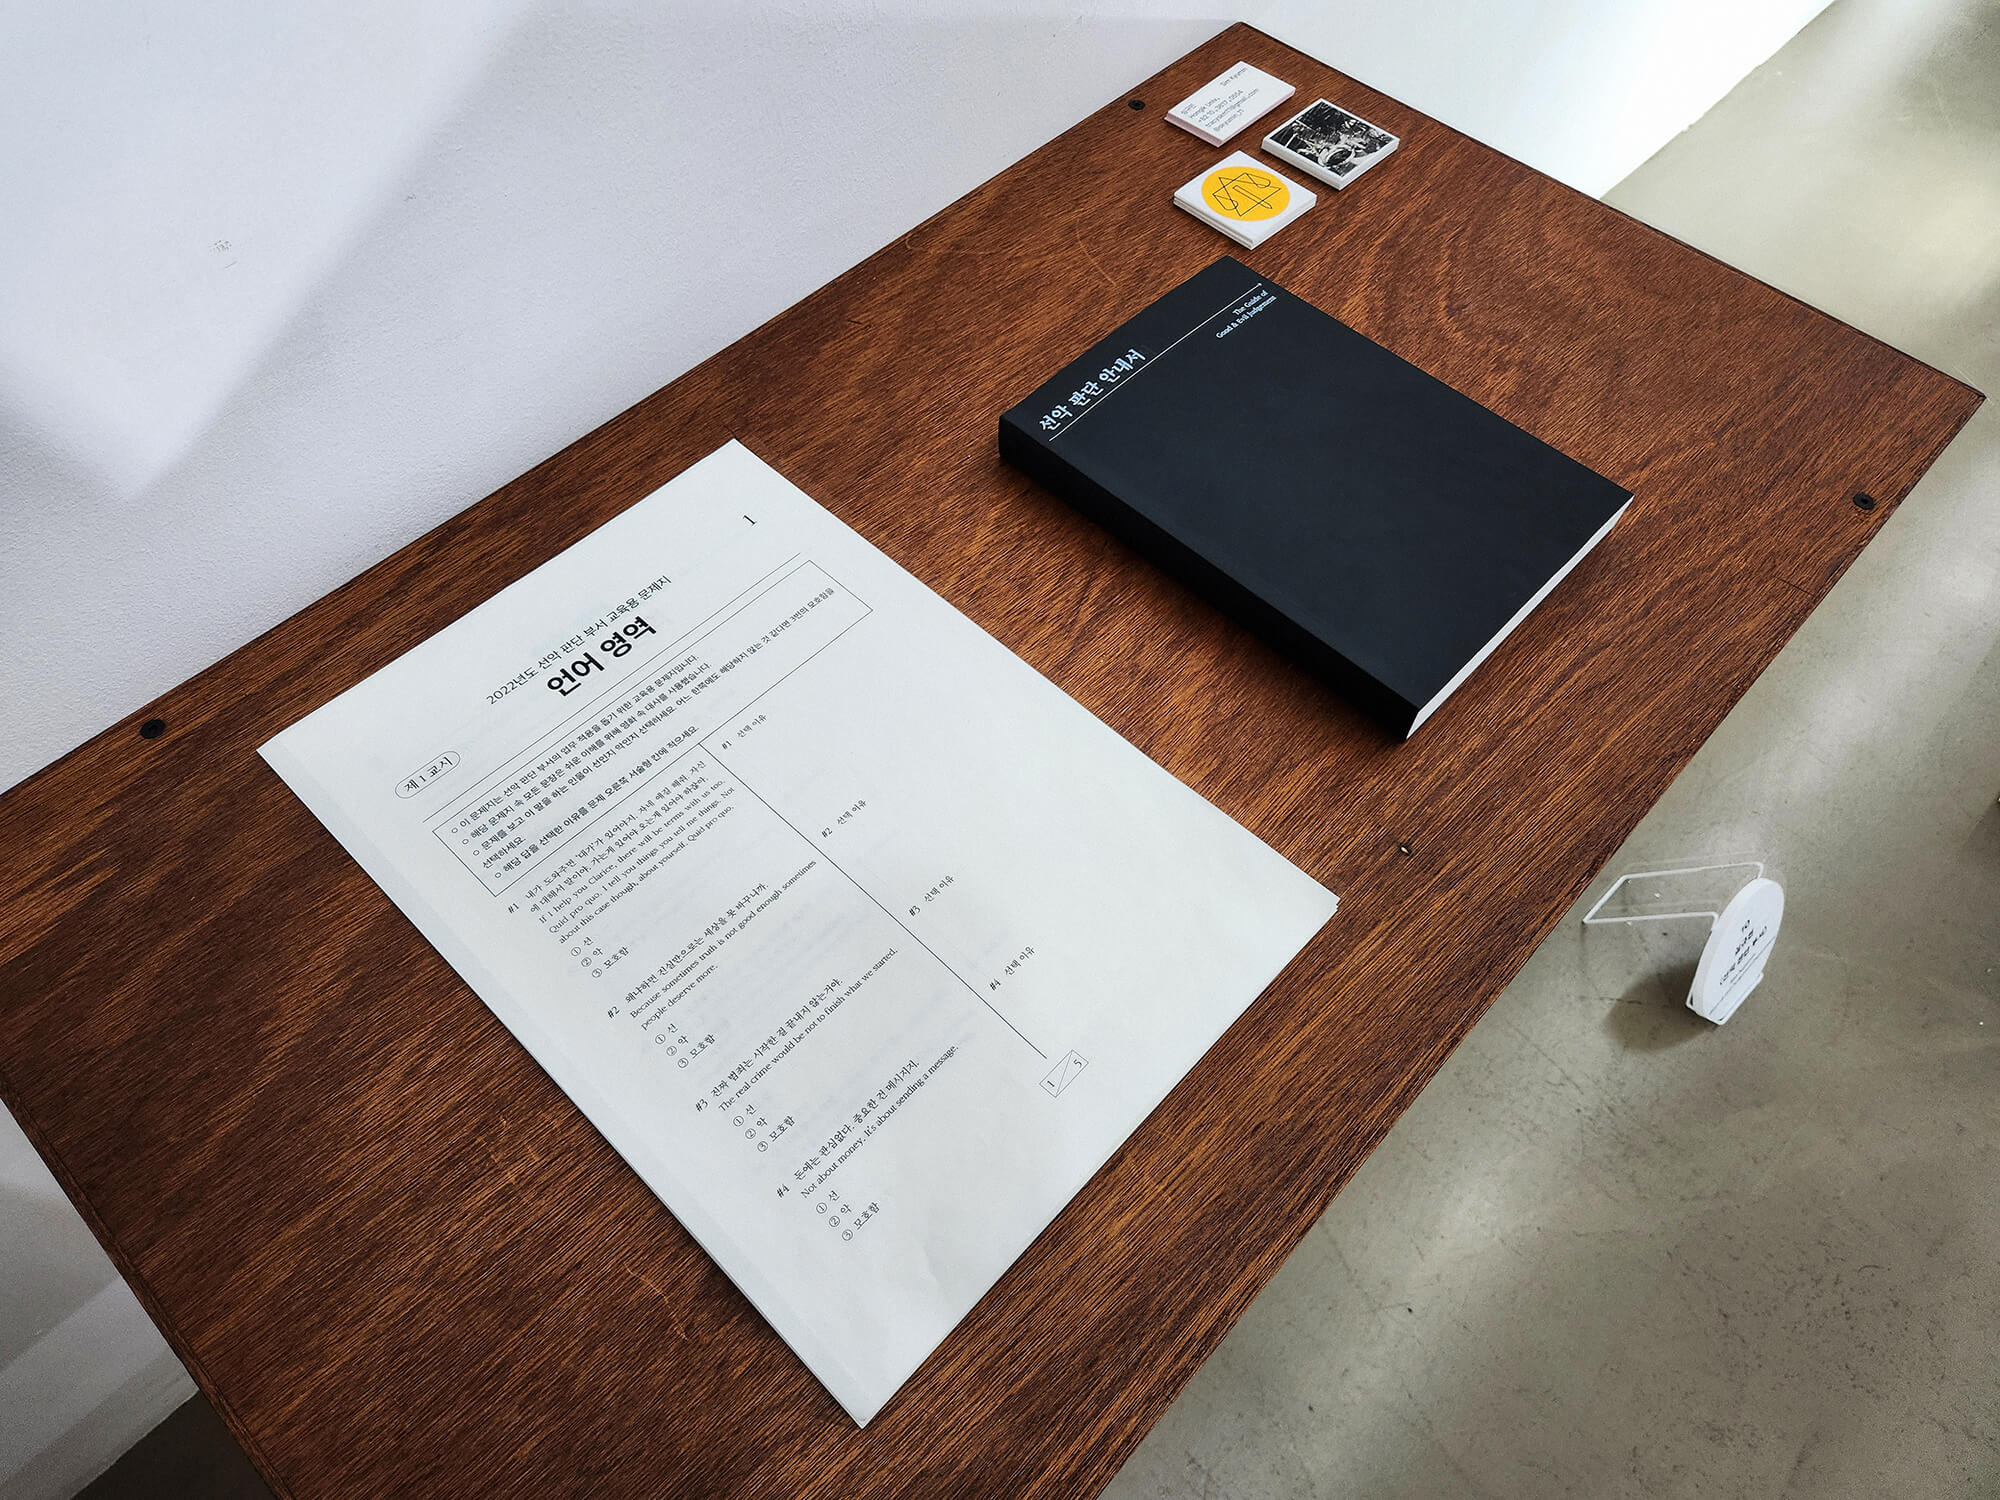 1
2022년도 선악 판단 부서 교육용 문제지
언어 영역
제 1 교시
○ 이 문제지는 선악 판단 부서의 업무 적응을 돕기 위한 교육용 문제지입니다.
○ 해당 문제지 속 모든 문장은 쉬운 이해를 위해 영화 속 대사를 사용했습니다.
○ 문제를 보고 이 말을 하는 인물이 선인지 악인지 선택하세요. 어느 한쪽에도 해당하지 않는 것 같다면 3번의 모호함을
선택하세요.
○ 해당 답을 선택한 이유를 문제 오른쪽 서술형 칸에 적으세요.
#1 내가 도와주면 '대가'가 있어야지. 자네 얘길 해줘. 자신
에 대해서 말이야. 가는게 있어야 오는게 있어야 하잖아.
If I help you Clarice, there will be terms with us too.
Quid pro quo. I tell you things, you tell me things. Not
about this case though, about yourself. Quid pro quo.
① 선
② 악
③ 모호함
#2 왜냐하면 진실만으로는 세상을 못 바꾸니까.
Because sometimes truth is not good enough sometimes
people deserve more.
① 선
② 악
③ 모호함
#3 진짜 범죄는 시작한 걸 끝내지 않는거야.
The real crime would be not to finish what we started.
① 선
② 악
③ 모호함
#4 돈에는 관심없다. 중요한 건 메시지지.
Not about money. It's about sending a message.
① 선
② 악
③ 모호함
#1 선택 이유
#2 선택 이유
#3 선택 이유
#4 선택 이유
1 5
선악 판단 안내서
The Guide of
Good & Evil Judgement
Sim Kyumin
Hongik Univ.